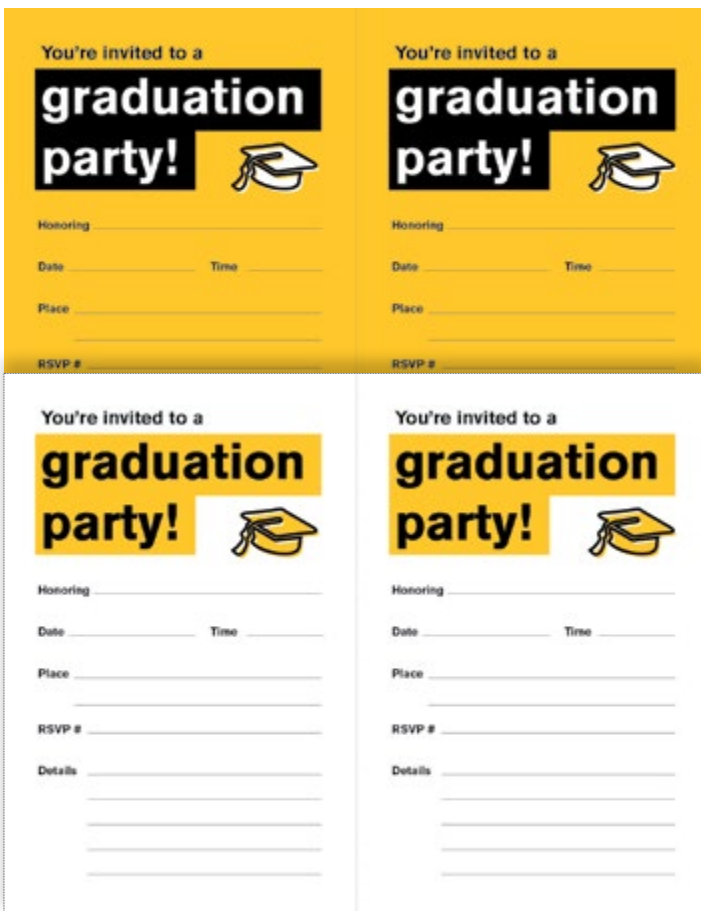 You're invited to a
graduation
party!
Honoring
Date Time
Place
RSVP #
You're invited to a
graduation
party!
Honoring
Date Time
Place
RSVP #
You're invited to a
graduation
party!
Honoring
Date Time
Place
RSVP #
Details
You're invited to a
graduation
party!
Honoring
Date Time
Place
RSVP #
Details